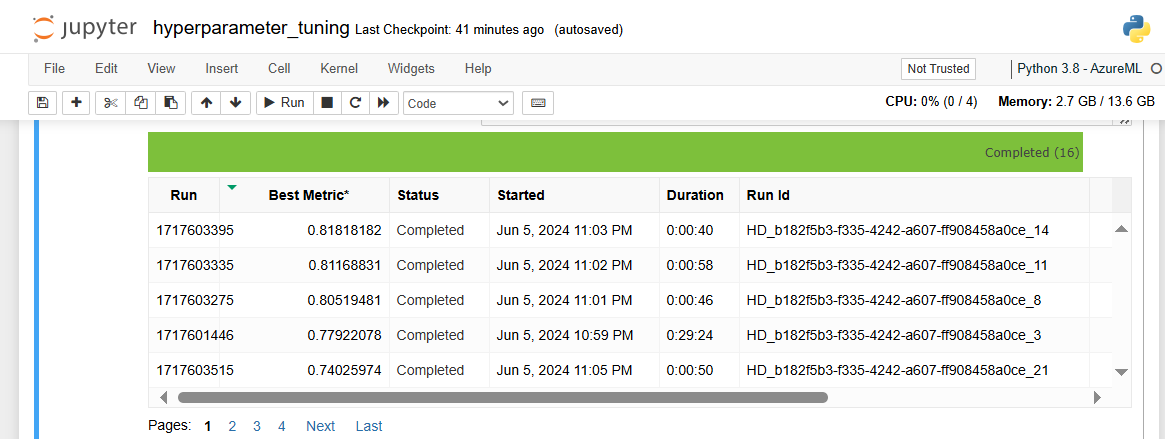 jupyter hyperparameter_tuning Last Checkpoint: 41 minutes ago (autosaved)
File Edit View Insert Cell Kernel Widgets Help Not Trusted Python 3.8 - AzureML
Run Code CPU: 0% (0 / 4) Memory: 2.7 GB / 13.6 GB
Completed (16)
Run Best Metric* Status Started Duration Run Id
1717603395 0.81818182 Completed Jun 5, 2024 11:03 PM 0:00:40 HD_b182f5b3-f335-4242-a607-ff908458a0ce_14
1717603335 0.81168831 Completed Jun 5, 2024 11:02 PM 0:00:58 HD_b182f5b3-f335-4242-a607-ff908458a0ce_11
1717603275 0.80519481 Completed Jun 5, 2024 11:01 PM 0:00:46 HD_b182f5b3-f335-4242-a607-ff908458a0ce_8
1717601446 0.77922078 Completed Jun 5, 2024 10:59 PM 0:29:24 HD_b182f5b3-f335-4242-a607-ff908458a0ce_3
1717603515 0.74025974 Completed Jun 5, 2024 11:05 PM 0:00:50 HD_b182f5b3-f335-4242-a607-ff908458a0ce_21
Pages: 1 2 3 4 Next Last